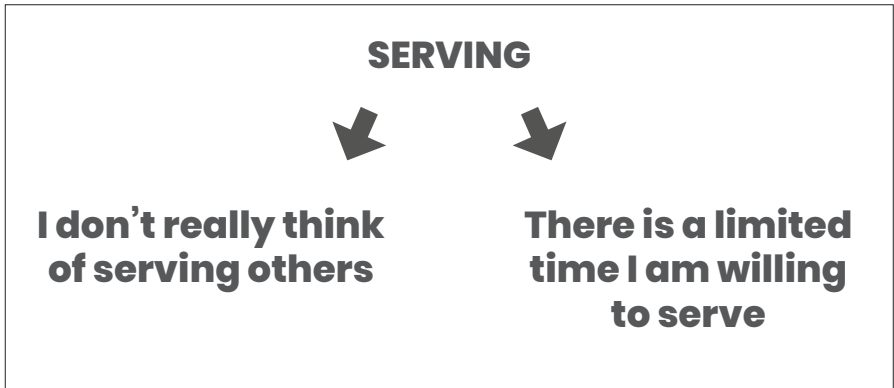 SERVING
I don’t really think
of serving others
There is a limited
time I am willing
to serve